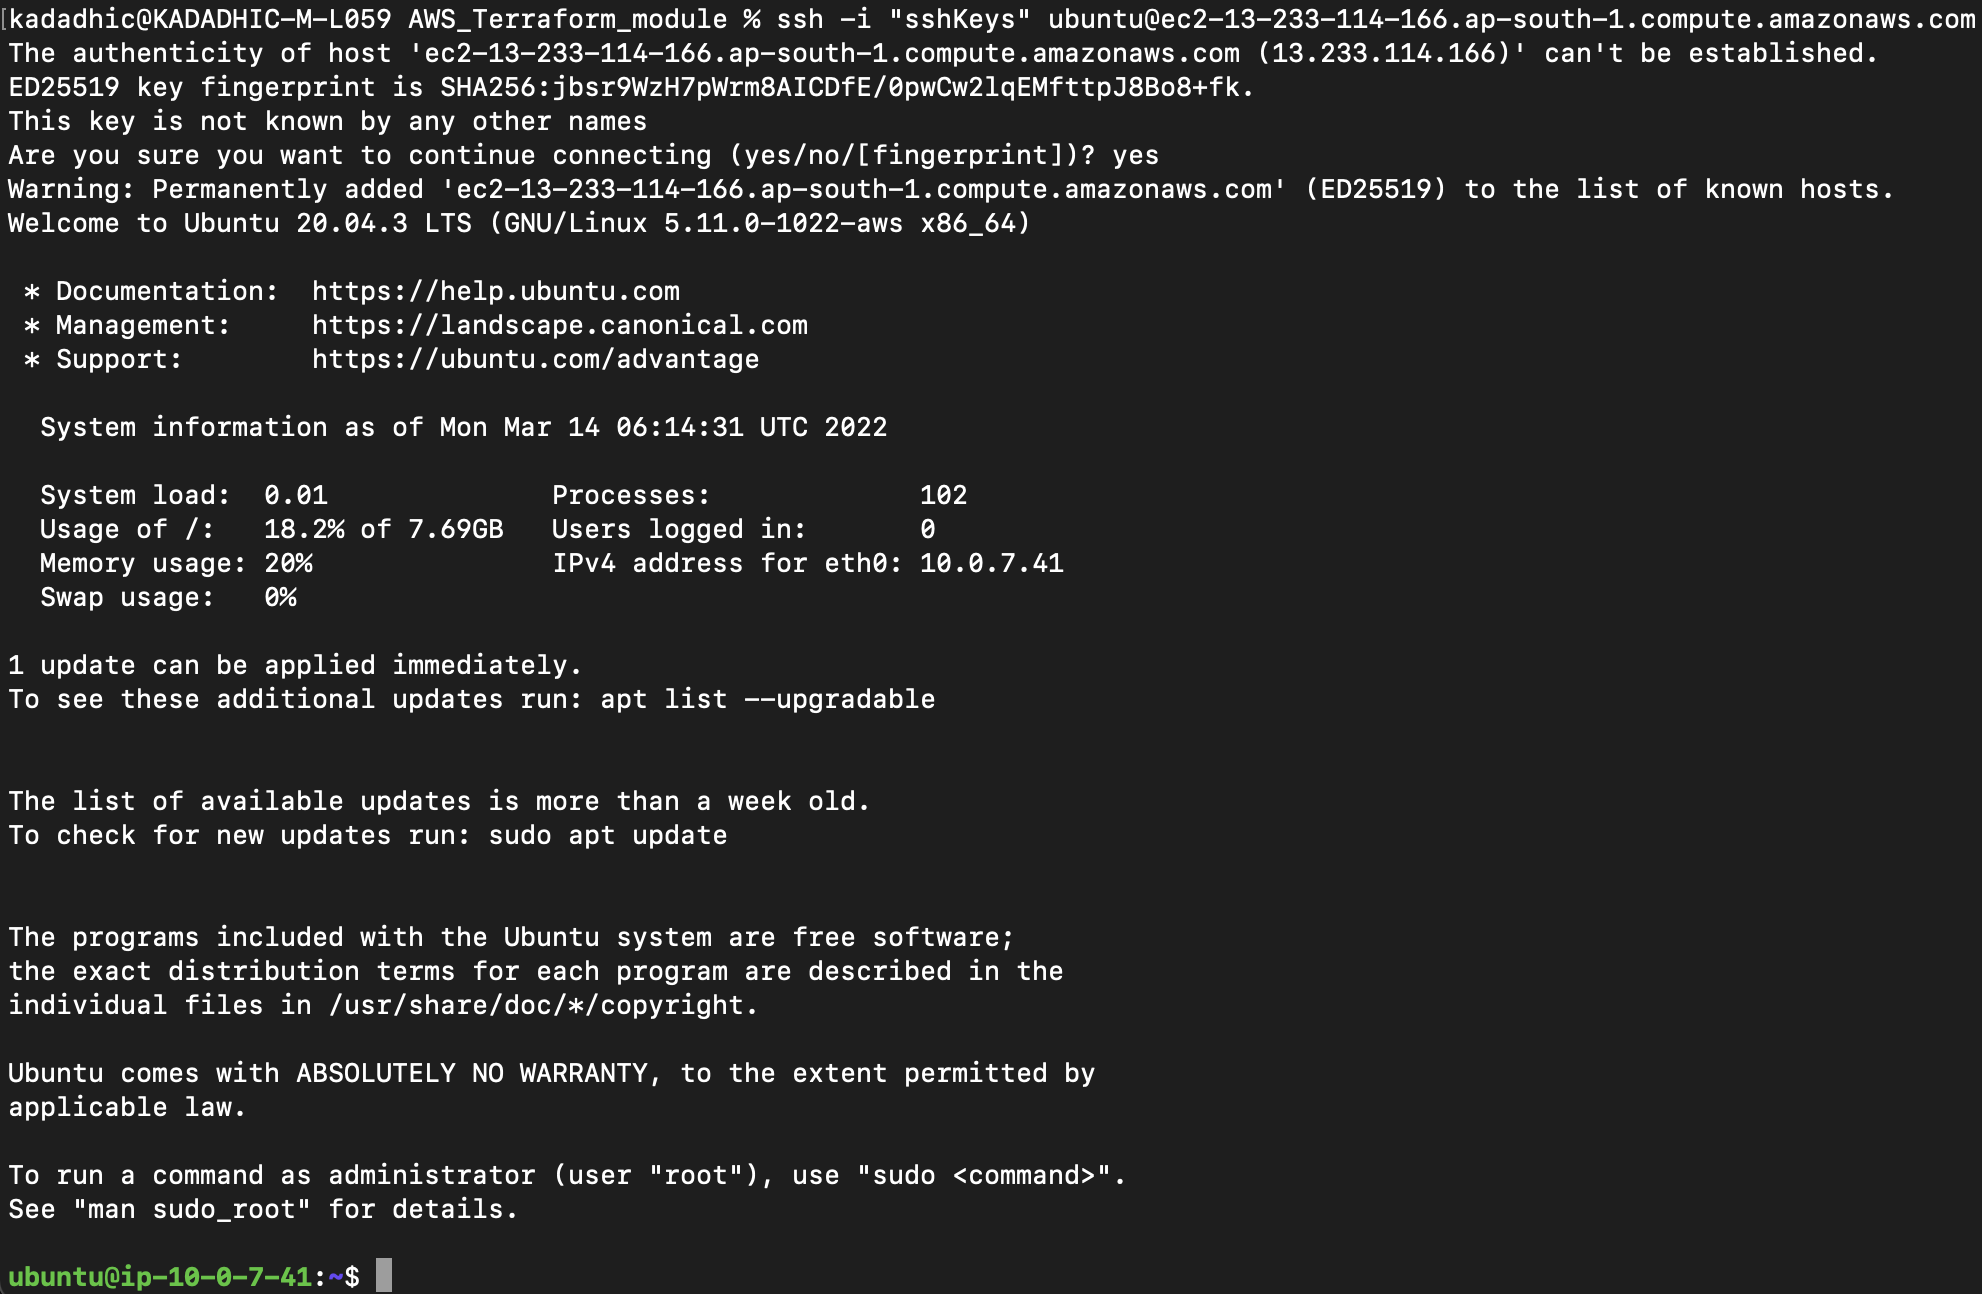 [kadadhic@KADADHIC-M-L059 AWS_Terraform_module % ssh -i "sshKeys" ubuntu@ec2-13-233-114-166.ap-south-1.compute.amazonaws.com
The authenticity of host 'ec2-13-233-114-166.ap-south-1.compute.amazonaws.com (13.233.114.166)' can't be established.
ED25519 key fingerprint is SHA256:jbsr9WzH7pWrm8AICDfE/0pwCw2lqEMfttpJ8Bo8+fk.
This key is not known by any other names
Are you sure you want to continue connecting (yes/no/[fingerprint])? yes
Warning: Permanently added 'ec2-13-233-114-166.ap-south-1.compute.amazonaws.com' (ED25519) to the list of known hosts.
Welcome to Ubuntu 20.04.3 LTS (GNU/Linux 5.11.0-1022-aws x86_64)

 * Documentation:  https://help.ubuntu.com
 * Management:     https://landscape.canonical.com
 * Support:        https://ubuntu.com/advantage

  System information as of Mon Mar 14 06:14:31 UTC 2022

  System load:  0.01              Processes:             102
  Usage of /:   18.2% of 7.69GB   Users logged in:       0
  Memory usage: 20%               IPv4 address for eth0: 10.0.7.41
  Swap usage:   0%

1 update can be applied immediately.
To see these additional updates run: apt list --upgradable


The list of available updates is more than a week old.
To check for new updates run: sudo apt update


The programs included with the Ubuntu system are free software;
the exact distribution terms for each program are described in the
individual files in /usr/share/doc/*/copyright.

Ubuntu comes with ABSOLUTELY NO WARRANTY, to the extent permitted by
applicable law.

To run a command as administrator (user "root"), use "sudo <command>".
See "man sudo_root" for details.

ubuntu@ip-10-0-7-41:~$